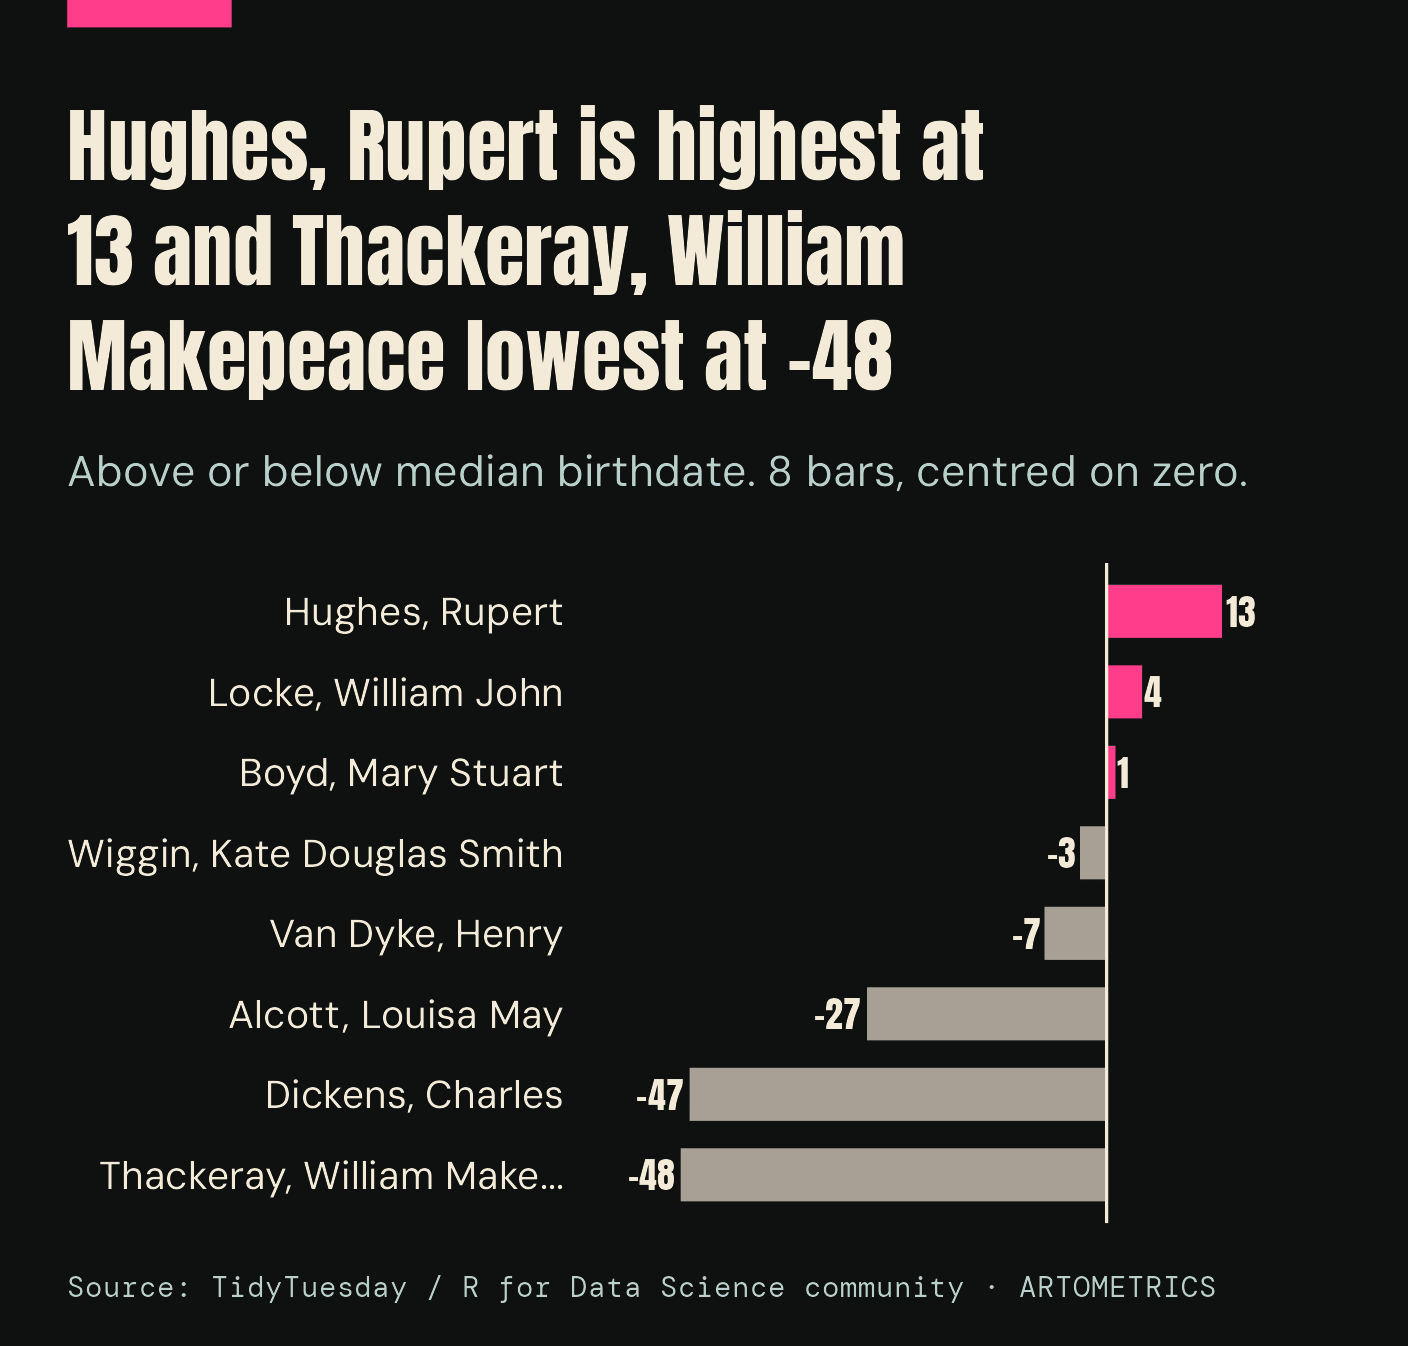 Hughes, Rupert is highest at
13 and Thackeray, William
Makepeace lowest at -48
Above or below median birthdate. 8 bars, centred on zero.
Hughes, Rupert 13
Locke, William John 4
Boyd, Mary Stuart 1
Wiggin, Kate Douglas Smith -3
Van Dyke, Henry -7
Alcott, Louisa May -27
Dickens, Charles -47
Thackeray, William Make... -48
Source: TidyTuesday / R for Data Science community · ARTOMETRICS